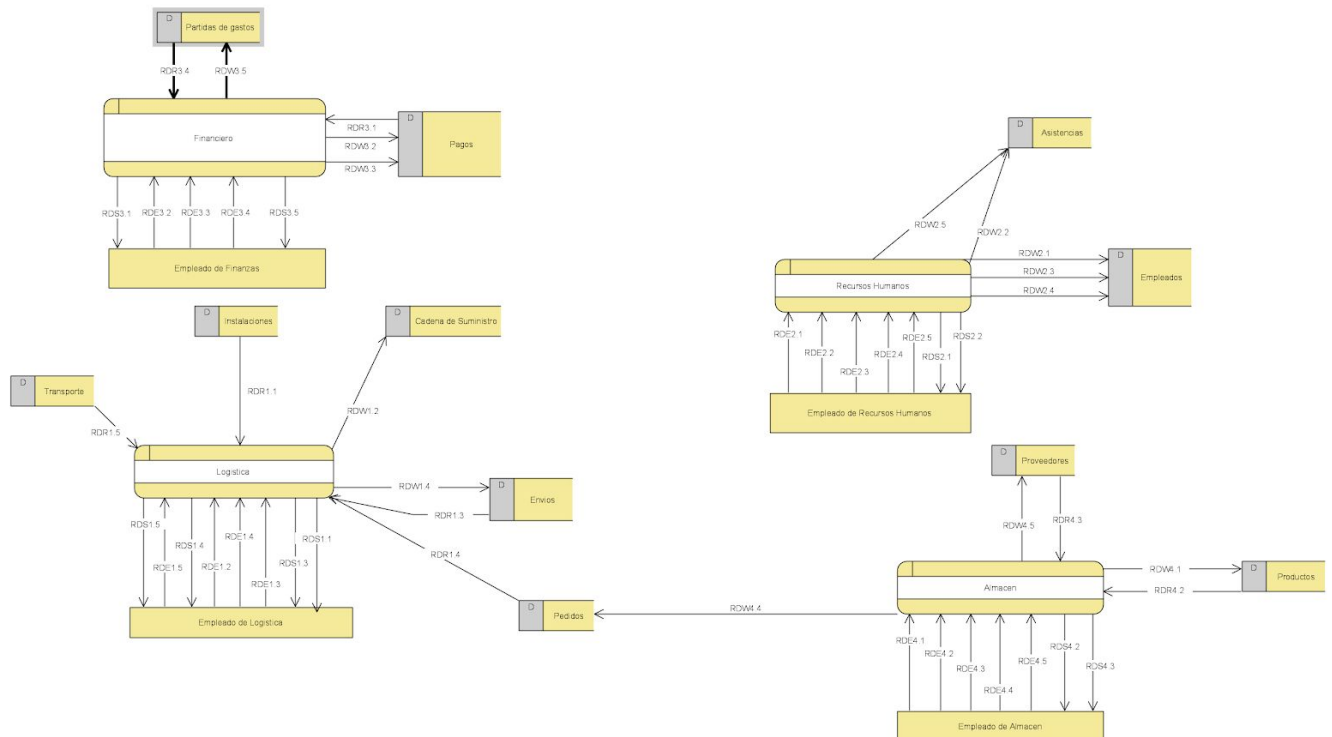 D
Partidas de gastos
RDR3.4
RDW3.5
Financiero
D
Pagos
RDR3.1
RDW3.2
RDW3.3
RDS3.1
RDE3.2
RDE3.3
RDE3.4
RDS3.5
Empleado de Finanzas
D
Asistencias
RDW2.5
RDW2.2
RDW2.1
RDW2.3
RDW2.4
D
Empleados
Recursos Humanos
RDE2.1
RDE2.2
RDE2.3
RDE2.4
RDE2.5
RDS2.1
RDS2.2
Empleado de Recursos Humanos
D
Instalaciones
D
Cadena de Suministro
D
Transporte
RDR1.1
RDW1.2
RDR1.5
Logistica
RDW1.4
RDR1.3
D
Envios
RDS1.5
RDE1.5
RDS1.4
RDE1.2
RDE1.4
RDE1.3
RDS1.3
RDS1.1
Empleado de Logistica
RDR1.4
D
Pedidos
RDW4.4
D
Proveedores
RDW4.5
RDR4.3
Almacen
RDW4.1
RDR4.2
D
Productos
RDE4.1
RDE4.2
RDE4.3
RDE4.4
RDE4.5
RDS4.2
RDS4.3
Empleado de Almacen